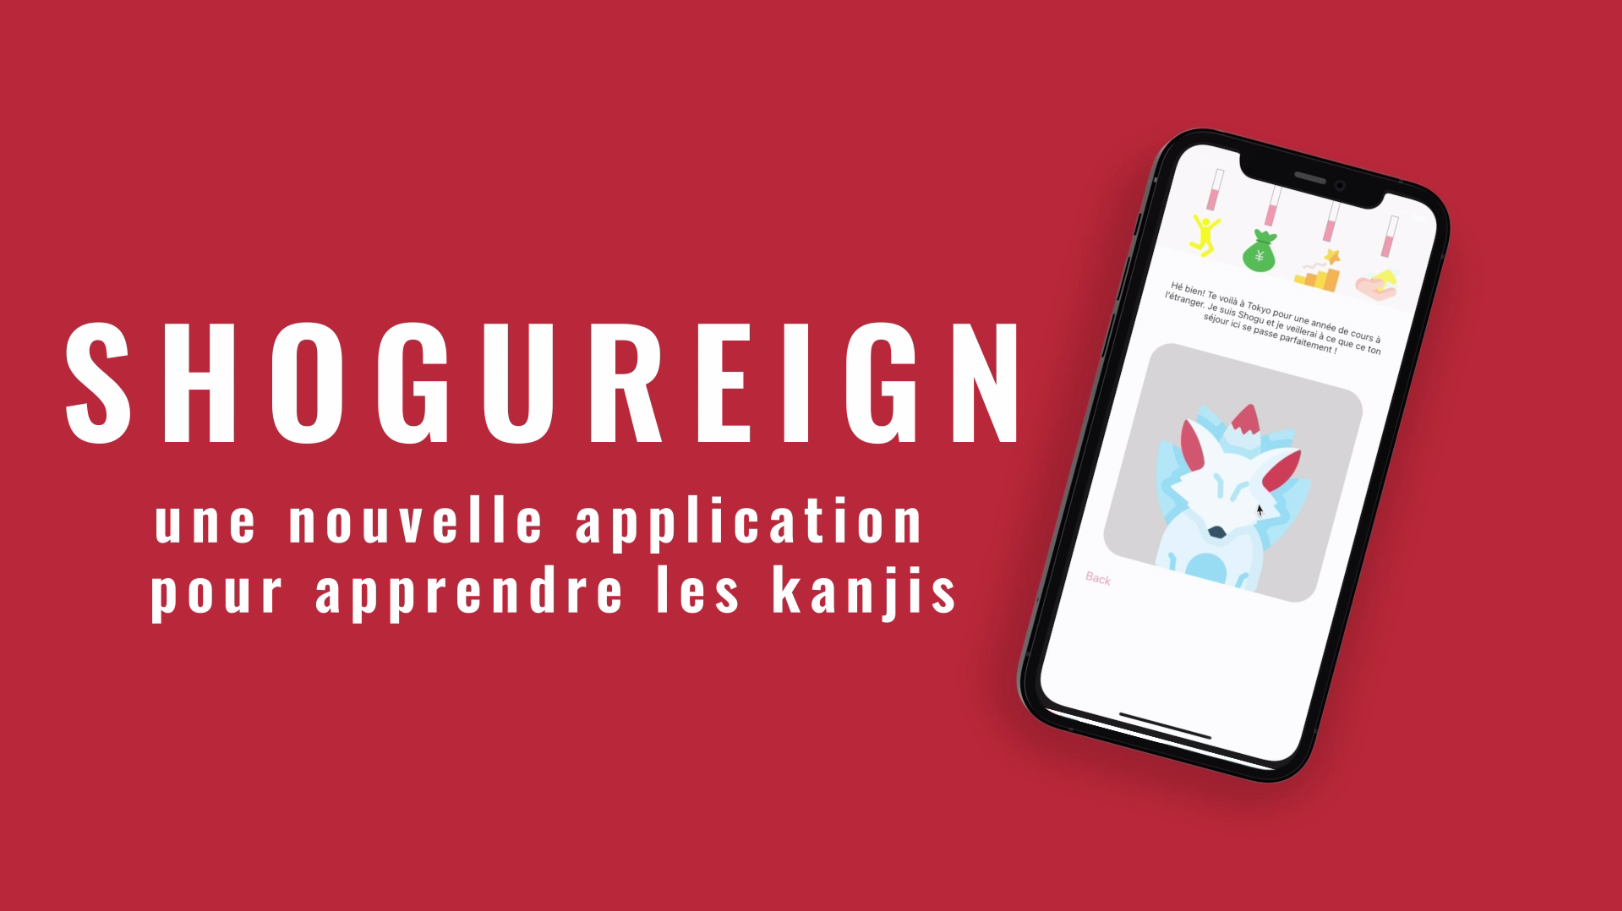 SHOGUREIGN
une nouvelle application
pour apprendre les kanjis
¥
Hé bien! Te voilà à Tokyo pour une année de cours à
l'étranger. Je suis Shogu et je veillerai à ce que ce ton
séjour ici se passe parfaitement !
Back